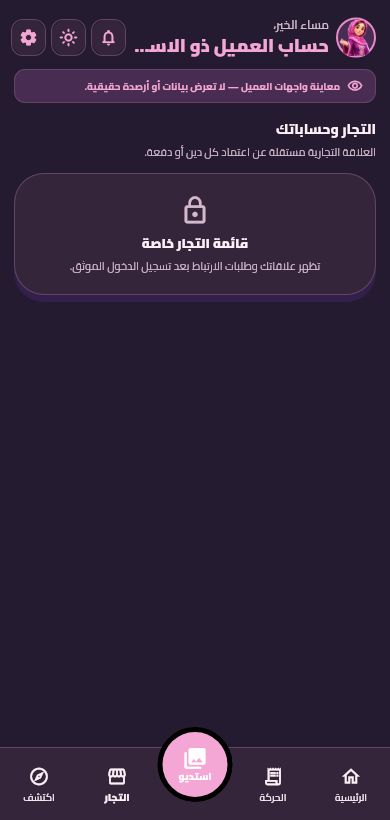 مساء الخير،
حساب العميل ذو الاسـ...
معاينة واجهات العميل — لا تعرض بيانات أو أرصدة حقيقية.
التجار وحساباتك
العلاقة التجارية مستقلة عن اعتماد كل دين أو دفعة.
قائمة التجار خاصة
تظهر علاقاتك وطلبات الارتباط بعد تسجيل الدخول الموثق.
الرئيسية
الحركة
استديو
التجار
اكتشف